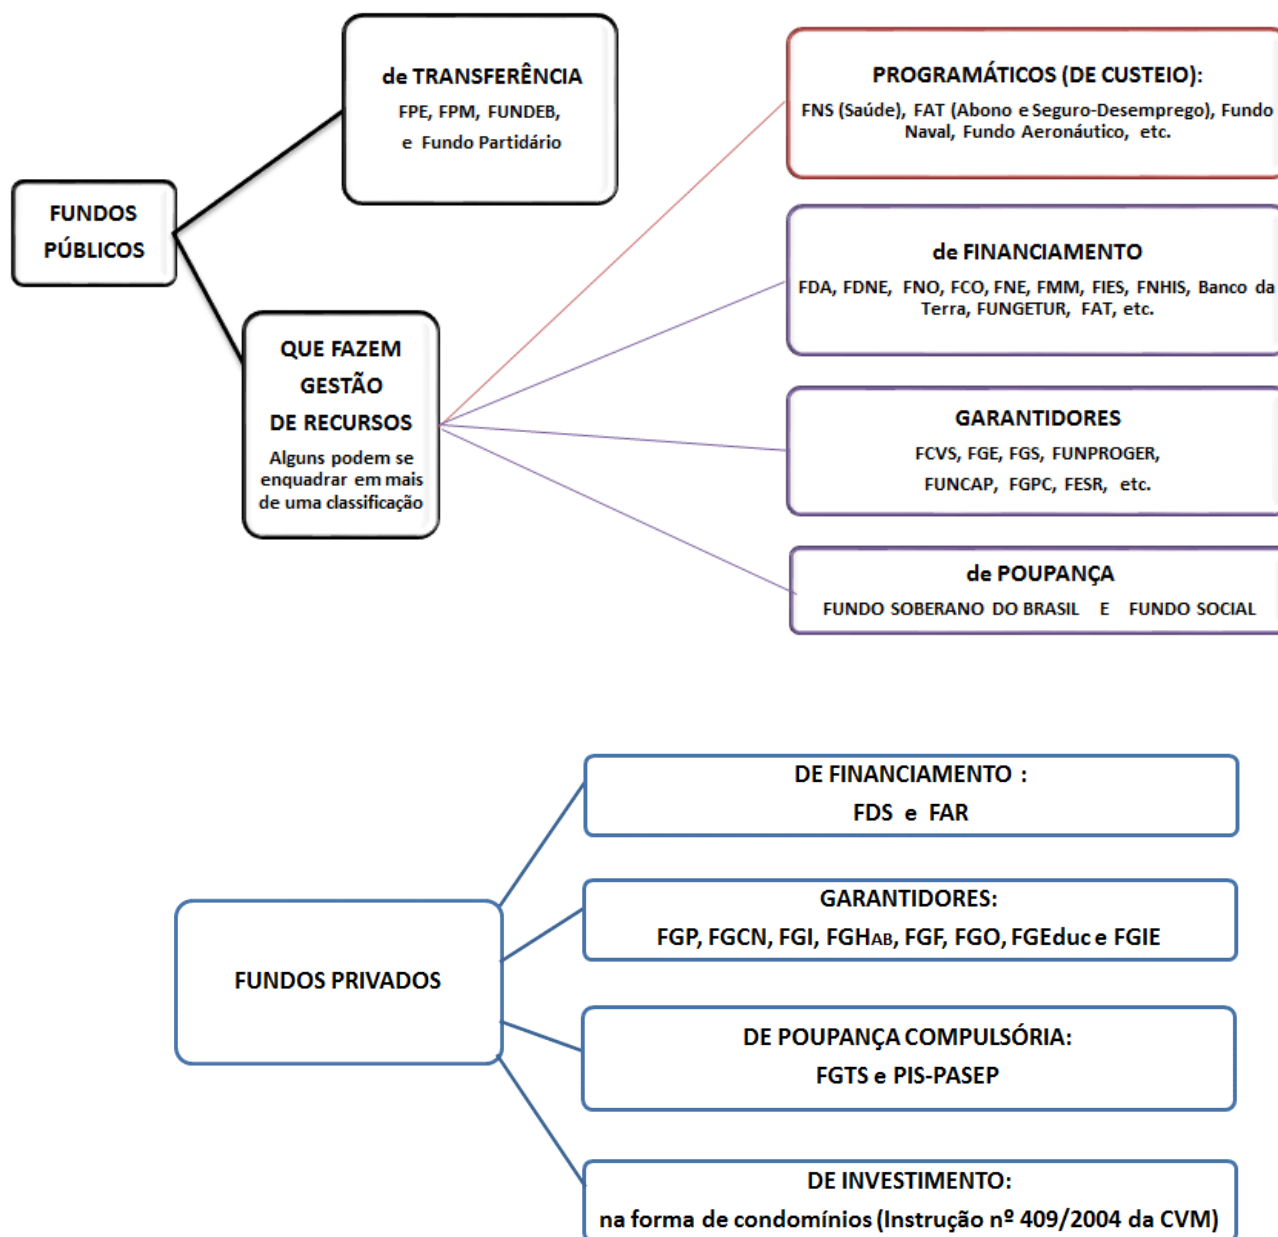 FUNDOS
PÚBLICOS
de TRANSFERÊNCIA
FPE, FPM, FUNDEB,
e Fundo Partidário
QUE FAZEM
GESTÃO
DE RECURSOS
Alguns podem se
enquadrar em mais
de uma classificação
PROGRAMÁTICOS (DE CUSTEIO):
FNS (Saúde), FAT (Abono e Seguro-Desemprego), Fundo
Naval, Fundo Aeronáutico, etc.
de FINANCIAMENTO
FDA, FDNE, FNO, FCO, FNE, FMM, FIES, FNHIS, Banco da
Terra, FUNGETUR, FAT, etc.
GARANTIDORES
FCVS, FGE, FGS, FUNPROGER,
FUNCAP, FGPC, FESR, etc.
de POUPANÇA
FUNDO SOBERANO DO BRASIL E FUNDO SOCIAL
FUNDOS PRIVADOS
DE FINANCIAMENTO :
FDS e FAR
GARANTIDORES:
FGP, FGCN, FGI, FGHAB, FGF, FGO, FGEduc e FGIE
DE POUPANÇA COMPULSÓRIA:
FGTS e PIS-PASEP
DE INVESTIMENTO:
na forma de condomínios (Instrução nº 409/2004 da CVM)